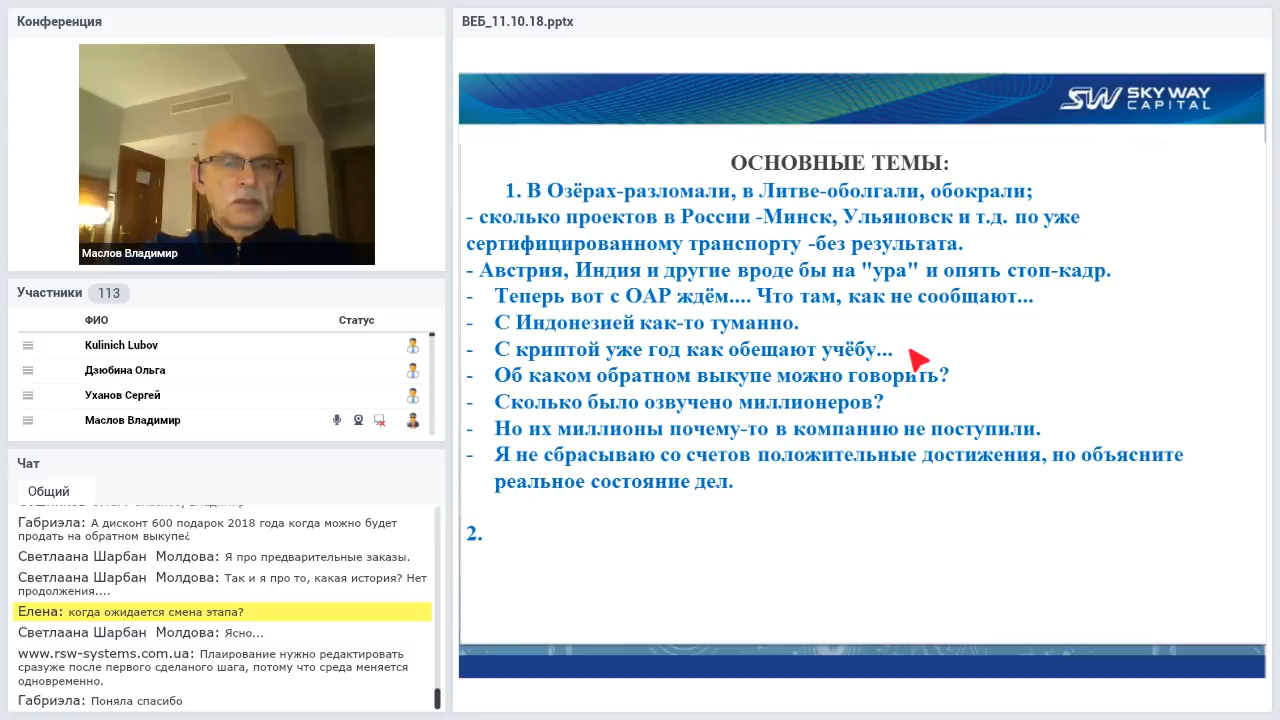 Конференция
Маслов Владимир
Участники 113
ФИО Статус
Kulinich Lubov
Дзюбина Ольга
Уханов Сергей
Маслов Владимир
Чат
Общий
Габриэла: А дисконт 600 подарок 2018 года когда можно будет
продать на обратном выкупе¿
Светлаана Шарбан Молдова: Я про предварительные заказы.
Светлаана Шарбан Молдова: Так и я про то, какая история? Нет
продолжения....
Елена: когда ожидается смена этапа?
Светлаана Шарбан Молдова: Ясно...
www.rsw-systems.com.ua: Плаирование нужно редактировать
сразуже после первого сделаного шага, потому что среда меняется
одновременно.
Габриэла: Поняла спасибо
ВЕБ_11.10.18.pptx
SW SKY WAY
CAPITAL
ОСНОВНЫЕ ТЕМЫ:
1. В Озёрах-разломали, в Литве-оболгали, обокрали;
- сколько проектов в России -Минск, Ульяновск и т.д. по уже
сертифицированному транспорту -без результата.
- Австрия, Индия и другие вроде бы на "ура" и опять стоп-кадр.
- Теперь вот с ОАР ждём.... Что там, как не сообщают...
- С Индонезией как-то туманно.
- С криптой уже год как обещают учёбу...
- Об каком обратном выкупе можно говорить?
- Сколько было озвучено миллионеров?
- Но их миллионы почему-то в компанию не поступили.
- Я не сбрасываю со счетов положительные достижения, но объясните
реальное состояние дел.
2.